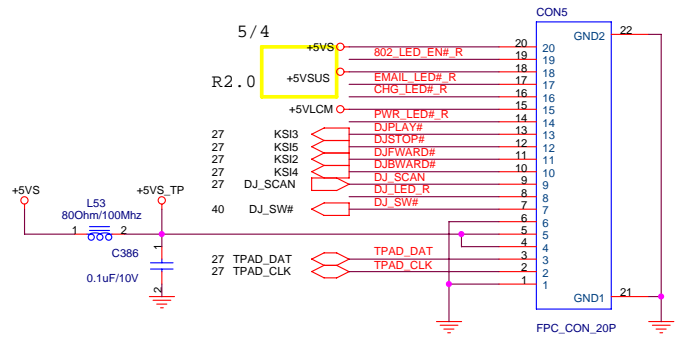 CON5
5/4
+5VS 20 20 GND2 22
802_LED_EN#_R 19 19
R2.0 +5VSUS 18 18
EMAIL_LED#_R 17 17
CHG_LED#_R 16 16
+5VLCM 15 15
PWR_LED#_R 14 14
27 KSI3 DJPLAY# 13 13
27 KSI5 DJSTOP# 12 12
27 KSI2 DJFWARD# 11 11
27 KSI4 DJBWARD# 10 10
27 DJ_SCAN DJ_SCAN 9 9
DJ_LED_R 8 8
40 DJ_SW# DJ_SW# 7 7
+5VS +5VS_TP
L53
80Ohm/100Mhz
6 6
1 2 5 5
C386 1 4 4
27 TPAD_DAT TPAD_DAT 3 3
27 TPAD_CLK TPAD_CLK 2 2
0.1uF/10V 2 1 1
GND1 21
FPC_CON_20P